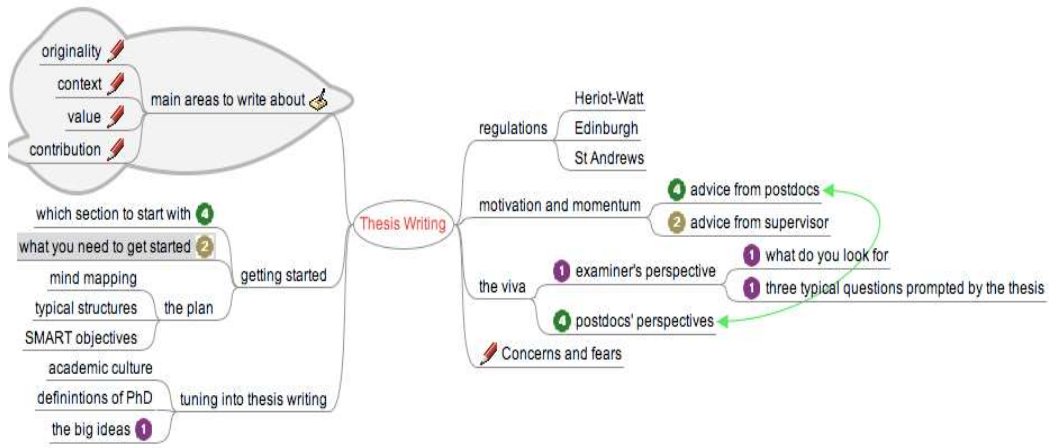 originality
context
value
contribution
main areas to write about
which section to start with 4
what you need to get started 2
mind mapping
typical structures
SMART objectives
the plan
getting started
academic culture
definintions of PhD
the big ideas 1
tuning into thesis writing
Thesis Writing
regulations
Heriot-Watt
Edinburgh
St Andrews
motivation and momentum
4 advice from postdocs
2 advice from supervisor
the viva
1 examiner's perspective
1 what do you look for
1 three typical questions prompted by the thesis
4 postdocs' perspectives
Concerns and fears